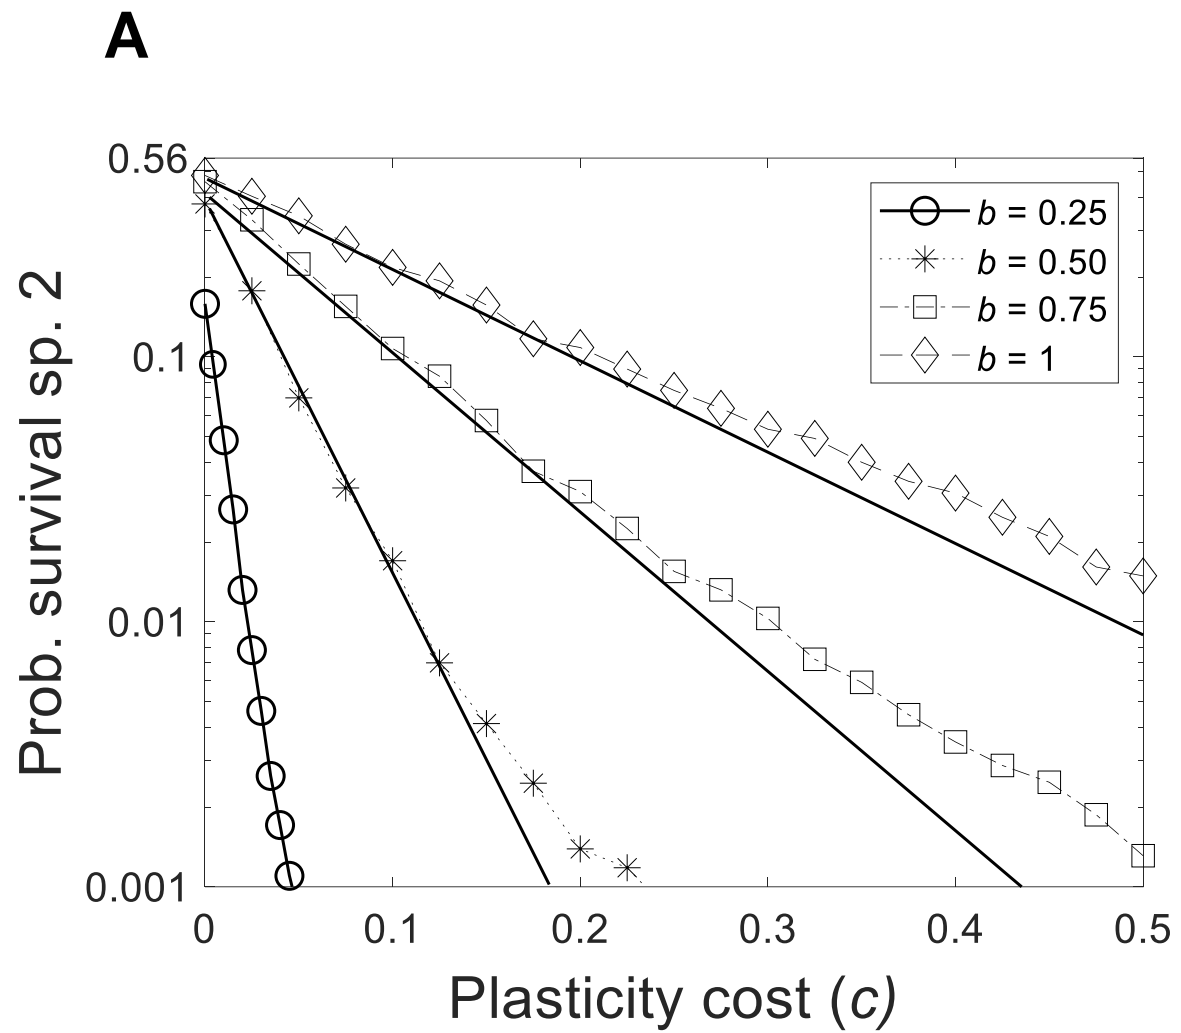 A
0.56
0.1
0.01
0.001
Prob. survival sp. 2
b = 0.25
b = 0.50
b = 0.75
b = 1
0 0.1 0.2 0.3 0.4 0.5
Plasticity cost (c)